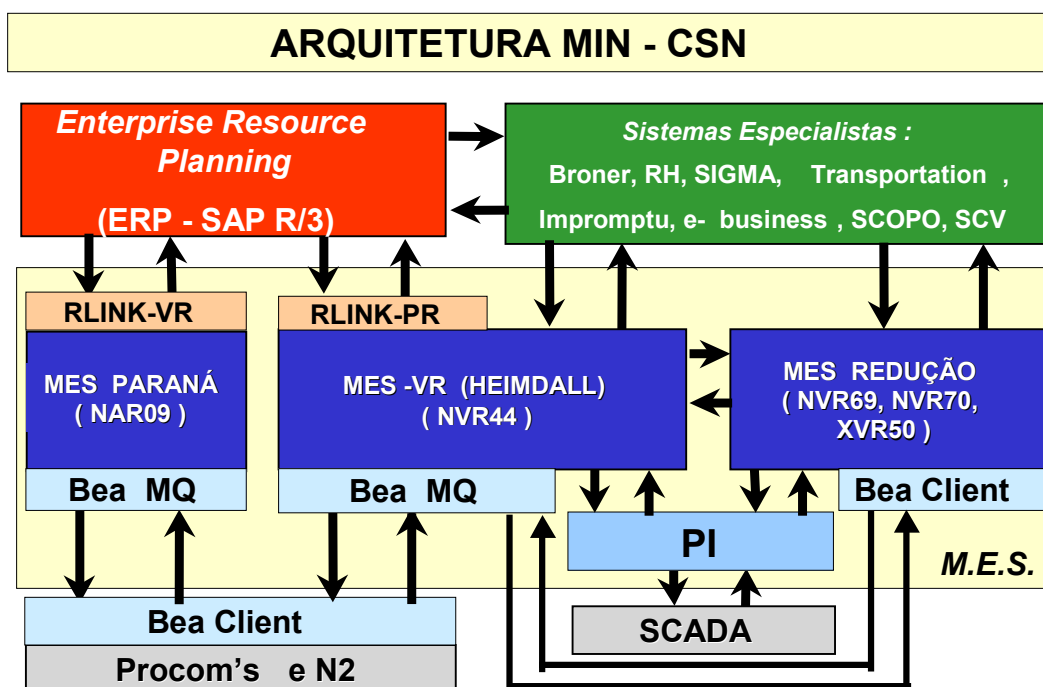 ARQUITETURA MIN - CSN
Enterprise Resource
Planning
(ERP - SAP R/3)
Sistemas Especialistas :
Broner, RH, SIGMA, Transportation ,
Impromptu, e- business , SCOPO, SCV
RLINK-VR
RLINK-PR
MES PARANÁ
( NAR09 )
MES -VR (HEIMDALL)
( NVR44 )
MES REDUÇÃO
( NVR69, NVR70,
XVR50 )
Bea MQ
Bea MQ
Bea Client
PI
M.E.S.
Bea Client
SCADA
Procom's e N2